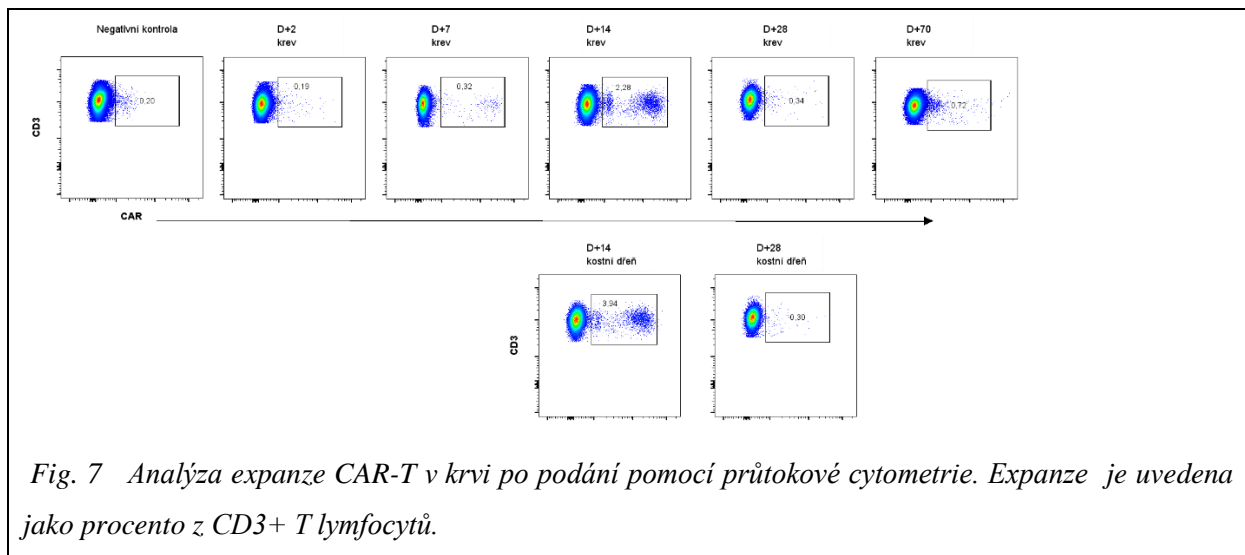 Negativní kontrola
D+2
krev
D+7
krev
D+14
krev
D+28
krev
D+70
krev
0,20
0,19
0,32
2,28
0,34
0,72
CD3
CAR
D+14
kostní dřeň
D+28
kostní dřeň
3,94
0,30
CD3
Fig. 7 Analýza expanze CAR-T v krvi po podání pomocí průtokové cytometrie. Expanze je uvedena
jako procento z CD3+ T lymfocytů.